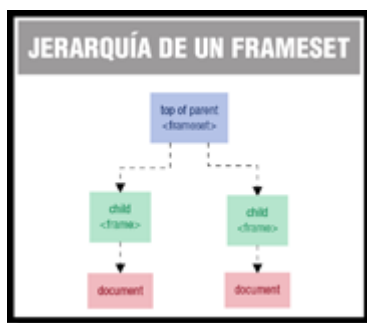 JERARQUÍA DE UN FRAMESET
top of parent
<frameset>
child
<frame>
child
<frame>
document
document